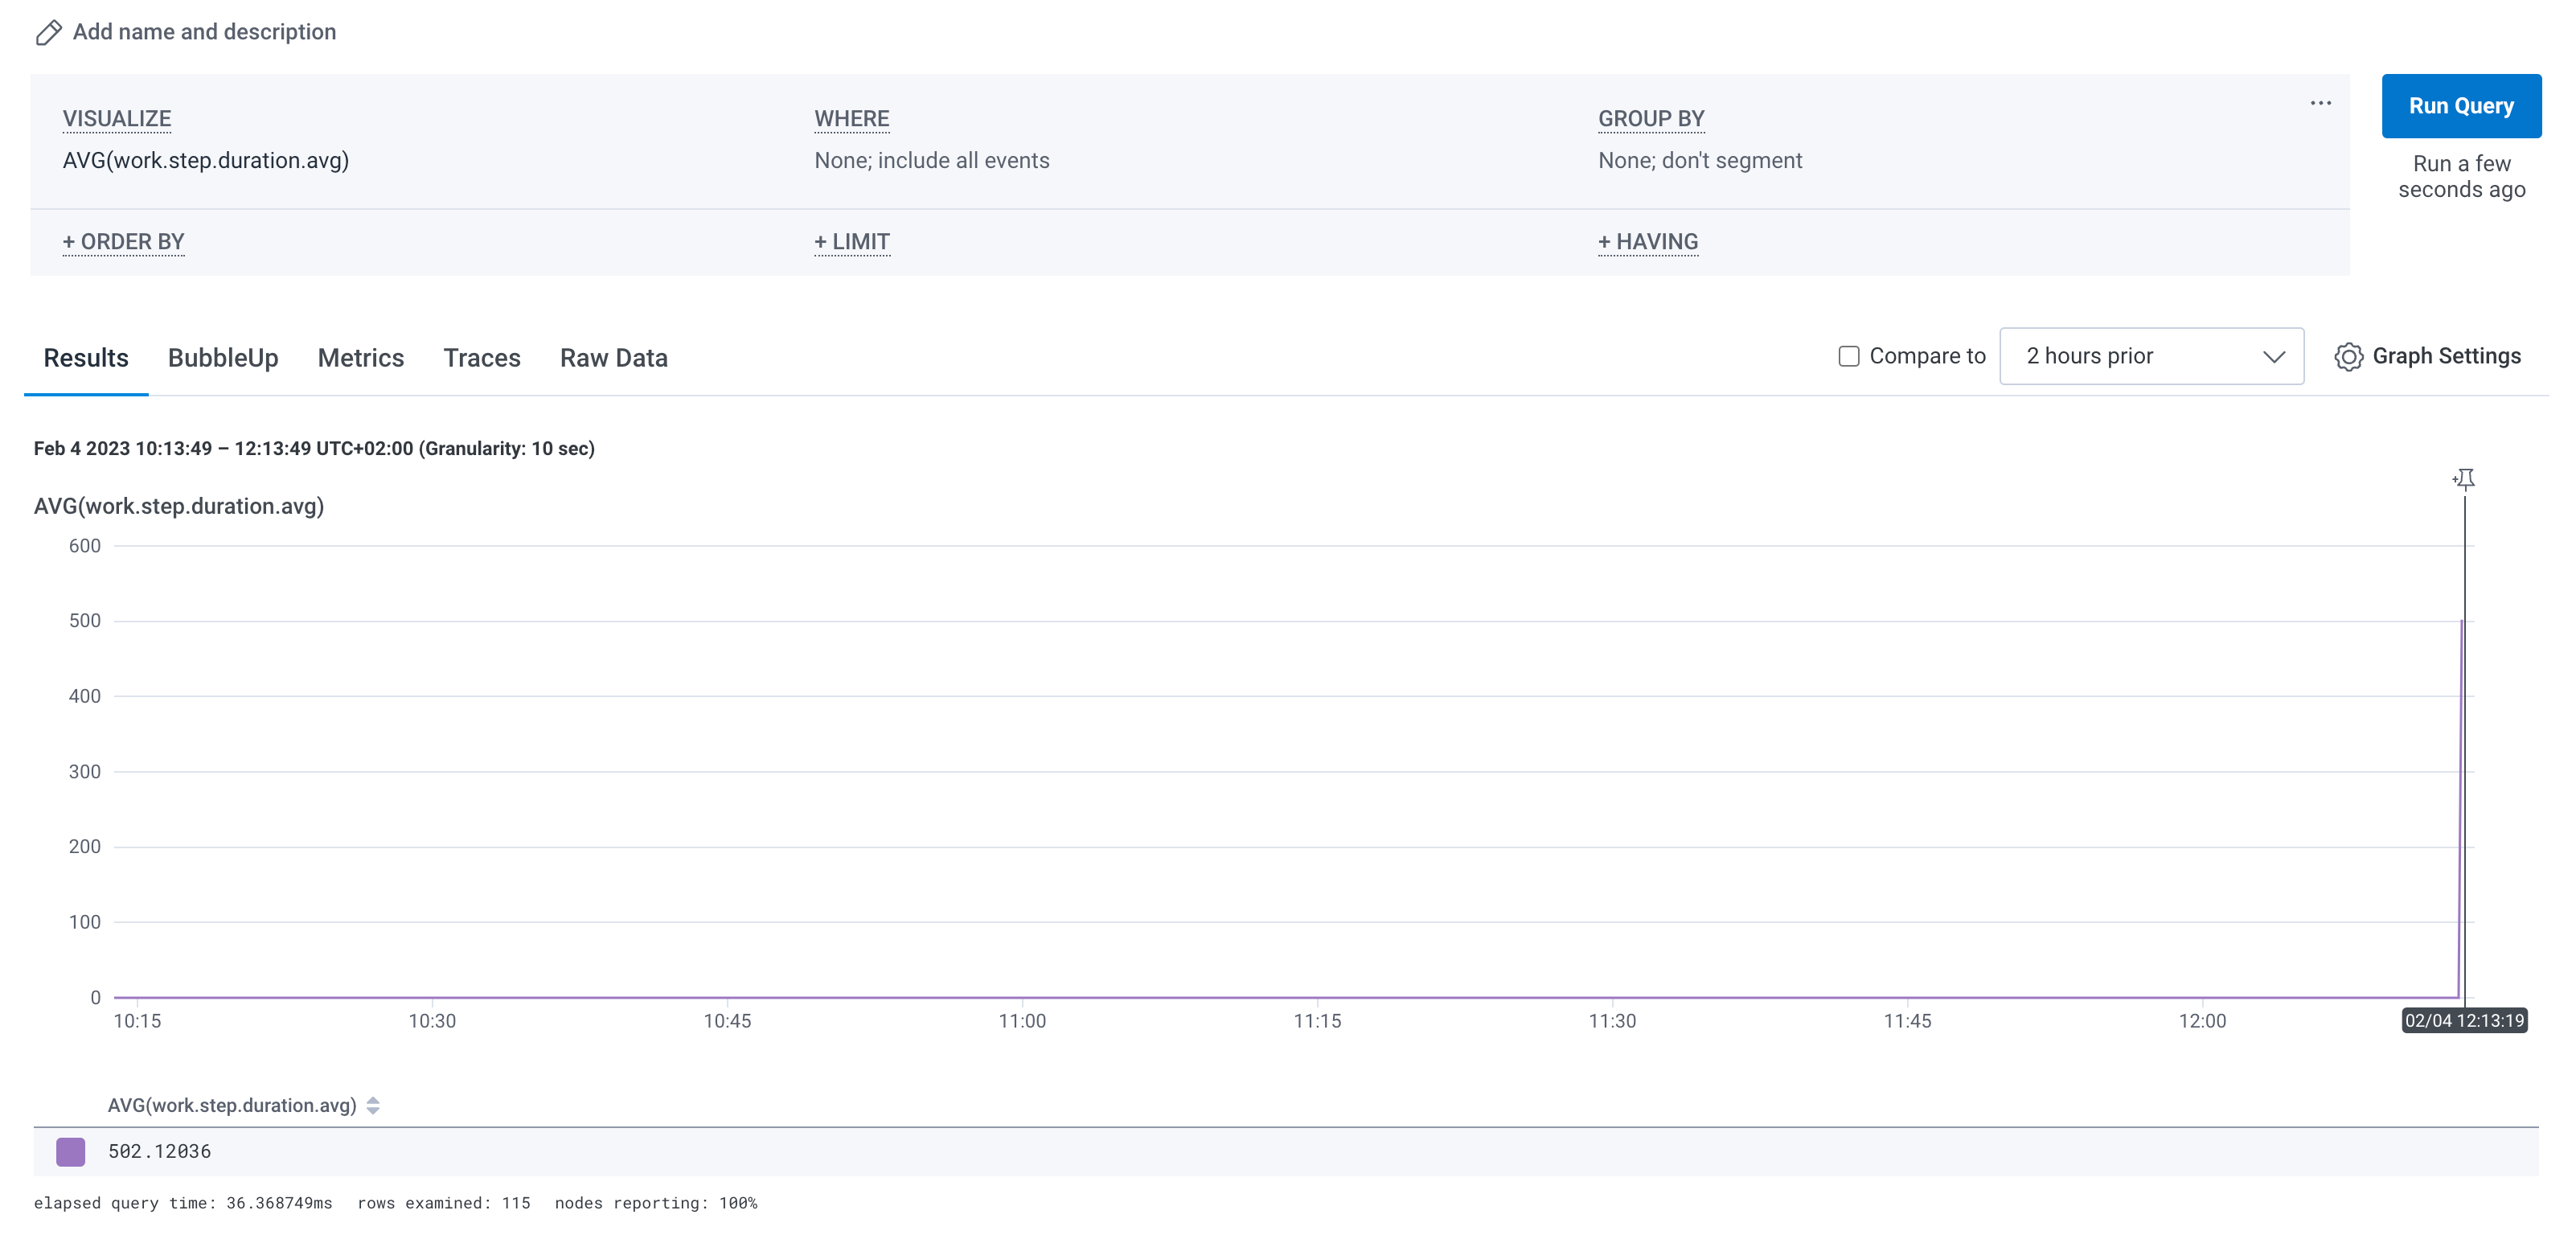 Add name and description
VISUALIZE
AVG(work.step.duration.avg)
WHERE
None; include all events
GROUP BY
None; don't segment
...
Run Query
Run a few
seconds ago
+ ORDER BY
+ LIMIT
+ HAVING
Results BubbleUp Metrics Traces Raw Data
Compare to 2 hours prior Graph Settings
Feb 4 2023 10:13:49 – 12:13:49 UTC+02:00 (Granularity: 10 sec)
AVG(work.step.duration.avg)
600
500
400
300
200
100
0
10:15 10:30 10:45 11:00 11:15 11:30 11:45 12:00 02/04 12:13:19
AVG(work.step.duration.avg)
502.12036
elapsed query time: 36.368749ms rows examined: 115 nodes reporting: 100%